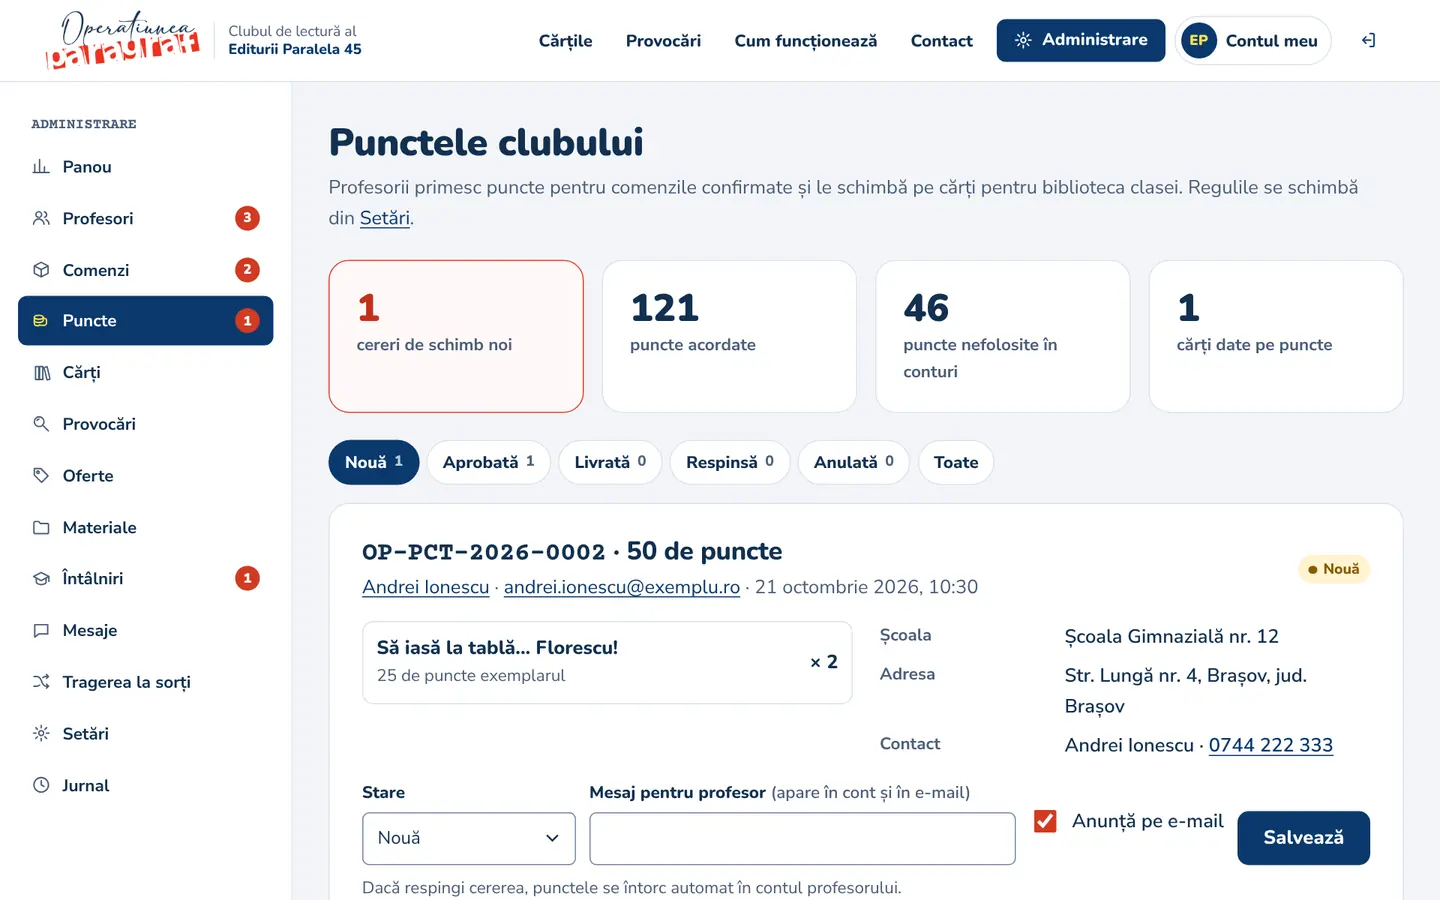 Operațiunea
paragraf
Clubul de lectură al
Editurii Paralela 45
Cărțile
Provocări
Cum funcționează
Contact
Administrare
EP
Contul meu
ADMINISTRARE
Panou
Profesori 3
Comenzi 2
Puncte 1
Cărți
Provocări
Oferte
Materiale
Întâlniri 1
Mesaje
Tragerea la sorți
Setări
Jurnal
Punctele clubului
Profesorii primesc puncte pentru comenzile confirmate și le schimbă pe cărți pentru biblioteca clasei. Regulile se schimbă
din Setări.
1
cereri de schimb noi
121
puncte acordate
46
puncte nefolosite în
conturi
1
cărți date pe puncte
Nouă 1
Aprobată 1
Livrată 0
Respinsă 0
Anulată 0
Toate
OP-PCT-2026-0002 · 50 de puncte
Andrei Ionescu · andrei.ionescu@exemplu.ro · 21 octombrie 2026, 10:30
Nouă
Să iasă la tablă... Florescu!
25 de puncte exemplarul
× 2
Școala
Școala Gimnazială nr. 12
Adresa
Str. Lungă nr. 4, Brașov, jud.
Brașov
Contact
Andrei Ionescu · 0744 222 333
Stare
Nouă
Mesaj pentru profesor (apare în cont și în e-mail)
Anunță pe e-mail
Salvează
Dacă respingi cererea, punctele se întorc automat în contul profesorului.